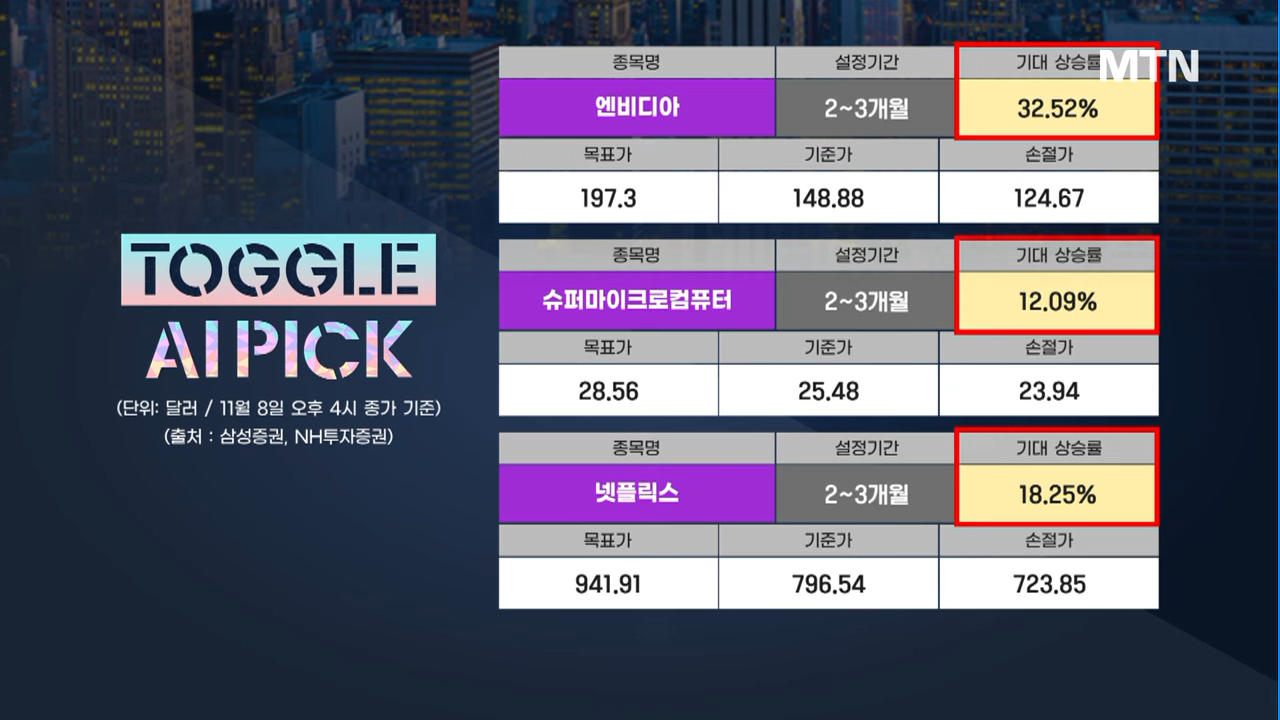 MTN
TOGGLE
AI PICK
(단위: 달러 / 11월 8일 오후 4시 종가 기준)
(출처 : 삼성증권, NH투자증권)
종목명 설정기간 기대 상승률
엔비디아 2~3개월 32.52%
목표가 기준가 손절가
197.3 148.88 124.67
종목명 설정기간 기대 상승률
슈퍼마이크로컴퓨터 2~3개월 12.09%
목표가 기준가 손절가
28.56 25.48 23.94
종목명 설정기간 기대 상승률
넷플릭스 2~3개월 18.25%
목표가 기준가 손절가
941.91 796.54 723.85